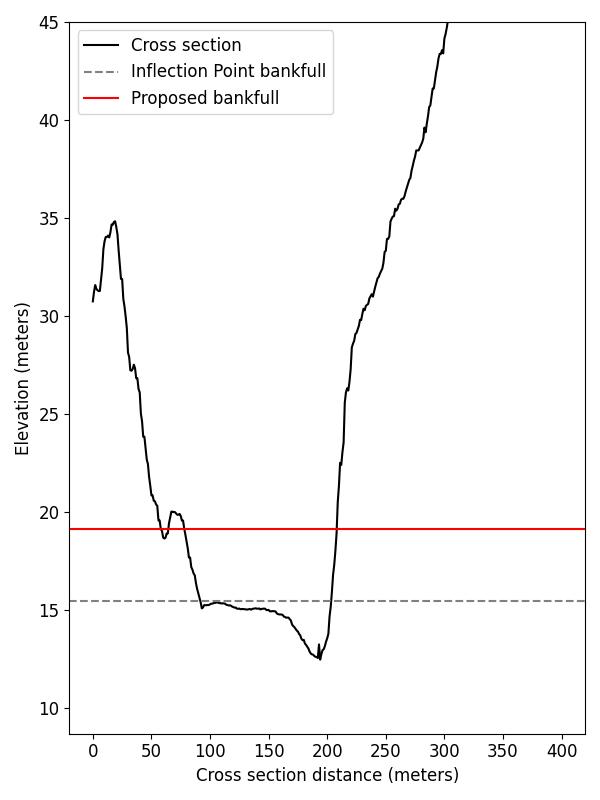 45
Cross section
Inflection Point bankfull
Proposed bankfull
40
35
30
25
20
15
10
Elevation (meters)
0 50 100 150 200 250 300 350 400
Cross section distance (meters)